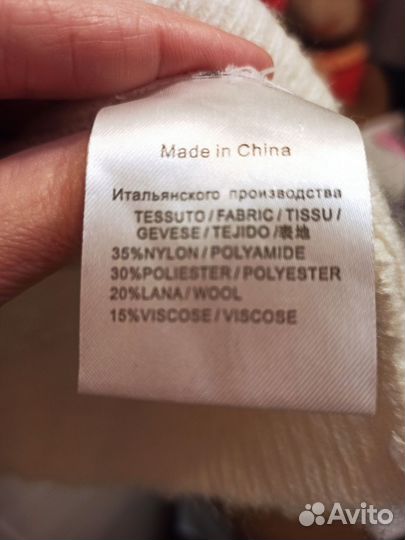 Made in China
Итальянского производства
TESSUTO/FABRIC/TISSU/
GEVESE/TEJIDO/表地
35%NYLON/POLYAMIDE
30%POLIESTER/POLYESTER
20%LANA/WOOL
15%VISCOSE/VISCOSE
Avito